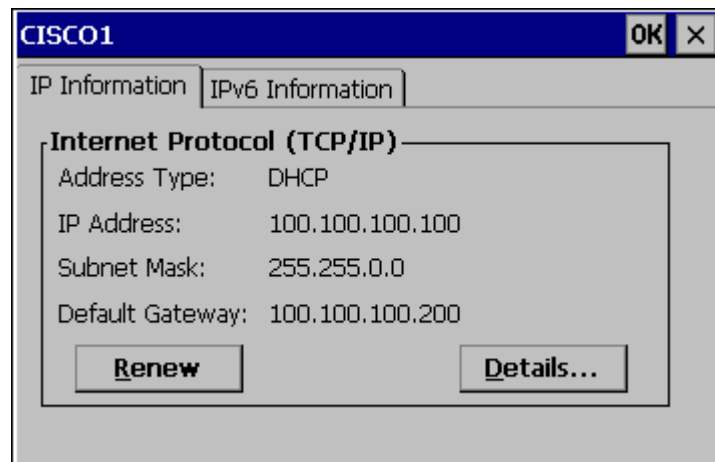 CISCO1 OK ×
IP Information IPv6 Information
Internet Protocol (TCP/IP)
Address Type: DHCP
IP Address: 100.100.100.100
Subnet Mask: 255.255.0.0
Default Gateway: 100.100.100.200
Renew Details...